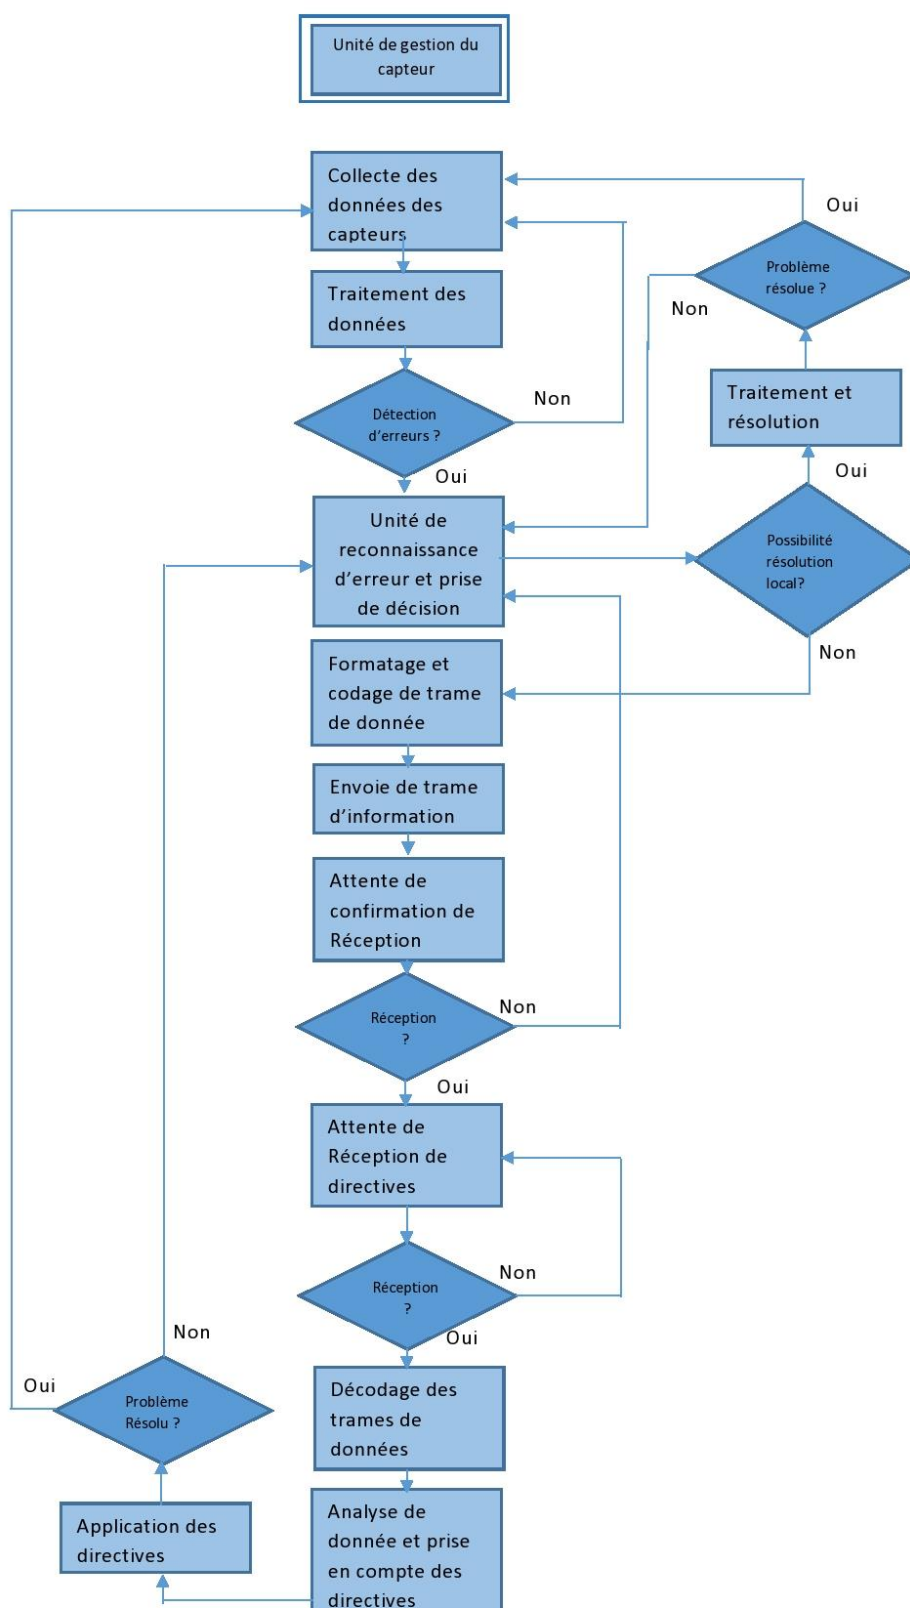 Unité de gestion du
capteur
Collecte des
données des
capteurs
Oui
Problème
résolue ?
Non
Traitement des
données
Traitement et
résolution
Non
Détection
d'erreurs ?
Oui
Oui
Unité de
reconnaissance
d'erreur et prise
de décision
Possibilité
résolution
local?
Non
Formatage et
codage de trame
de donnée
Envoie de trame
d'information
Attente de
confirmation de
Réception
Non
Réception
?
Oui
Attente de
Réception de
directives
Non
Réception
?
Oui
Non
Oui
Problème
Résolu ?
Décodage des
trames de
données
Application des
directives
Analyse de
donnée et prise
en compte des
directives